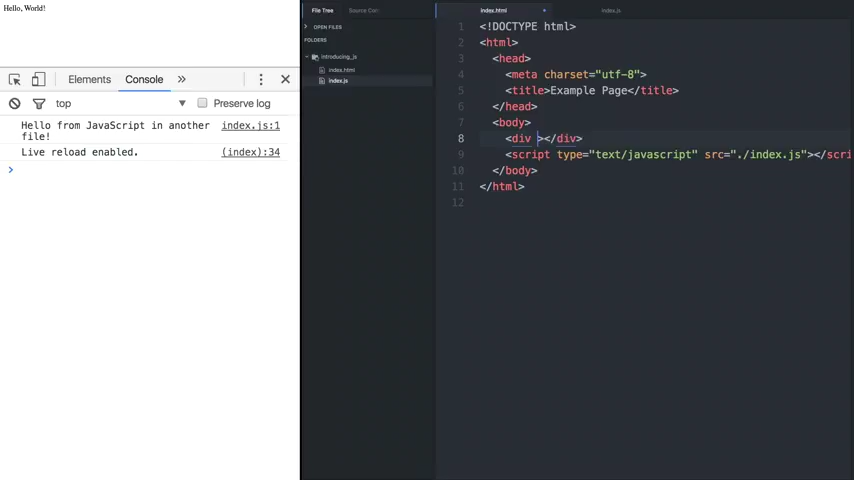 Hello, World!
Elements Console »
top Preserve log
Hello from JavaScript in another index.js:1
file!
Live reload enabled. (index):34
>
File Tree
OPEN FILES
FOLDERS
introducing_js
index.html
index.js
index.html index.js
1 <!DOCTYPE html>
2 <html>
3 <head>
4 <meta charset="utf-8">
5 <title>Example Page</title>
6 </head>
7 <body>
8 <div ></div>
9 <script type="text/javascript" src="./index.js"></scri
10 </body>
11 </html>
12